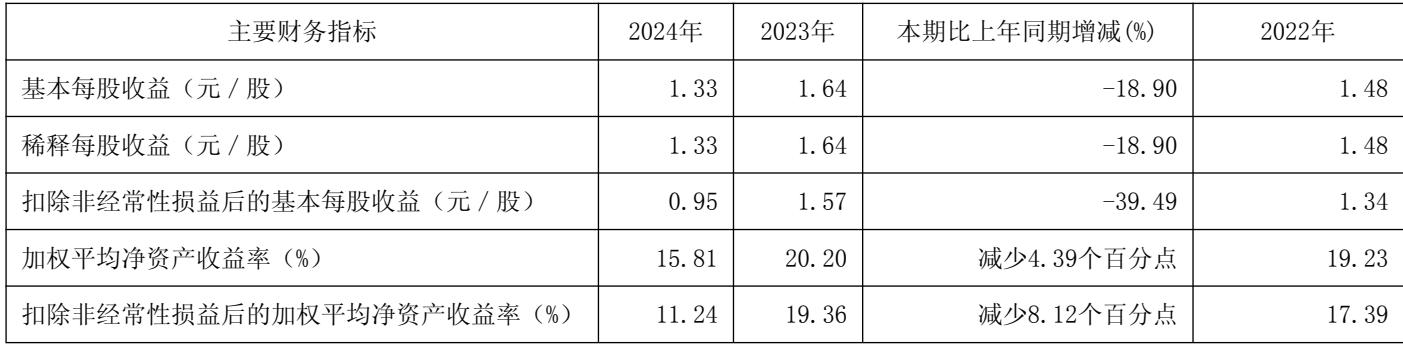 主要财务指标 2024年 2023年 本期比上年同期增减(%) 2022年
基本每股收益（元／股） 1.33 1.64 -18.90 1.48
稀释每股收益（元／股） 1.33 1.64 -18.90 1.48
扣除非经常性损益后的基本每股收益（元／股） 0.95 1.57 -39.49 1.34
加权平均净资产收益率（%） 15.81 20.20 减少4.39个百分点 19.23
扣除非经常性损益后的加权平均净资产收益率（%） 11.24 19.36 减少8.12个百分点 17.39